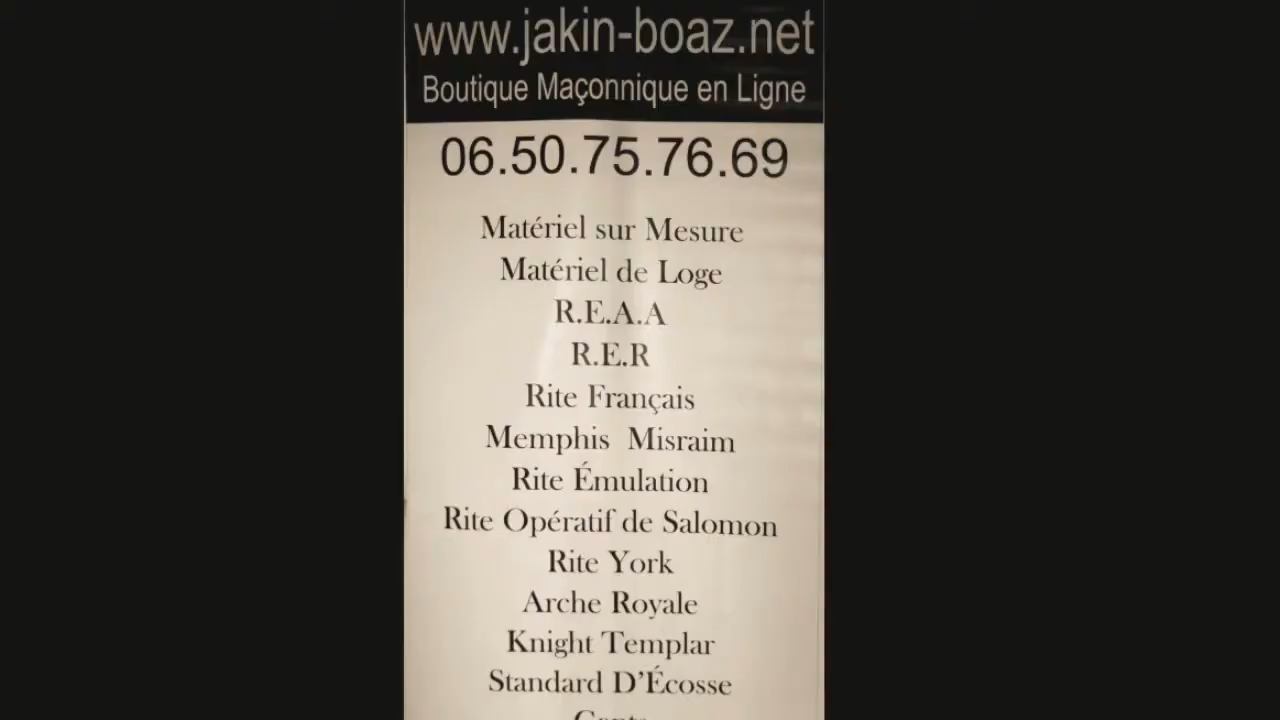 www.jakin-boaz.net
Boutique Maçonnique en Ligne
06.50.75.76.69
Matériel sur Mesure
Matériel de Loge
R.E.A.A
R.E.R
Rite Français
Memphis Misraim
Rite Émulation
Rite Opératif de Salomon
Rite York
Arche Royale
Knight Templar
Standard D'Écosse